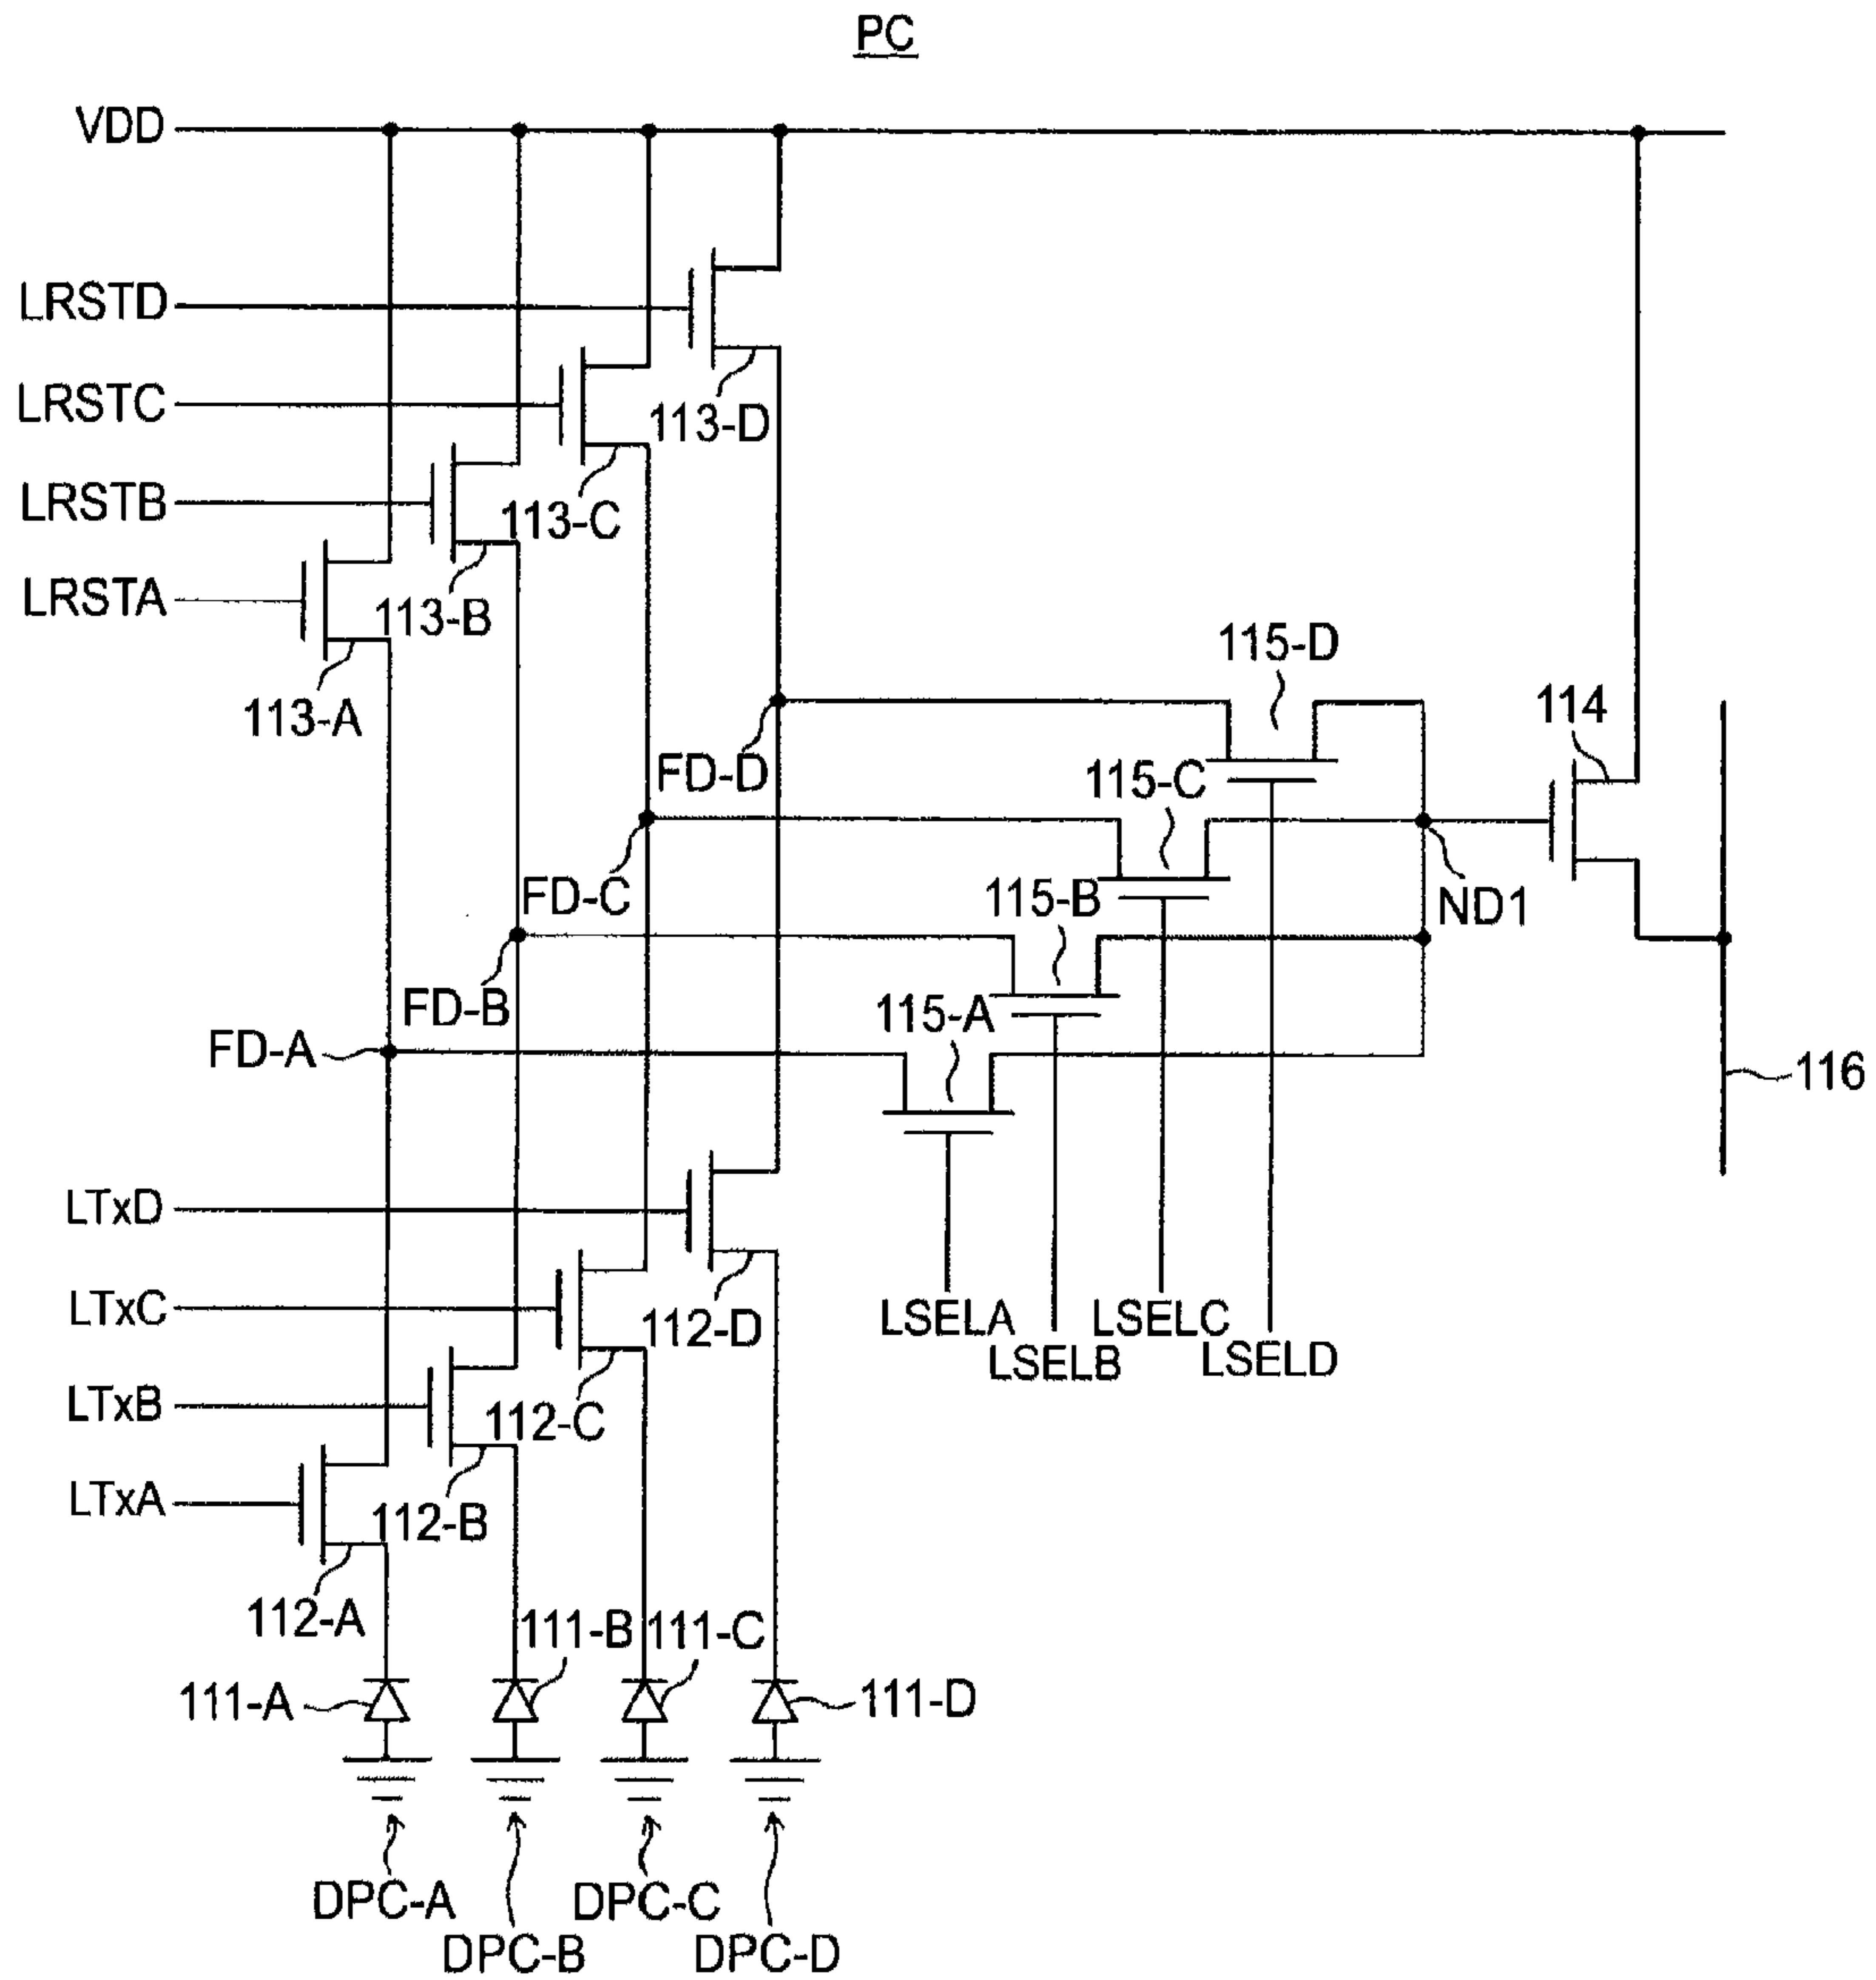 PC
VDD
LRSTD
LRSTC
113-D
LRSTB
113-C
LRSTA
113-B
115-D
113-A
114
FD-D
115-C
FD-C
115-B
ND1
FD-B
115-A
FD-A
116
LTxD
LTxC
LSELA
LSELC
112-D
LSELB
LSELD
LTxB
112-C
LTxA
112-B
112-A
111-B
111-C
111-A
111-D
DPC-A
DPC-C
DPC-B
DPC-D